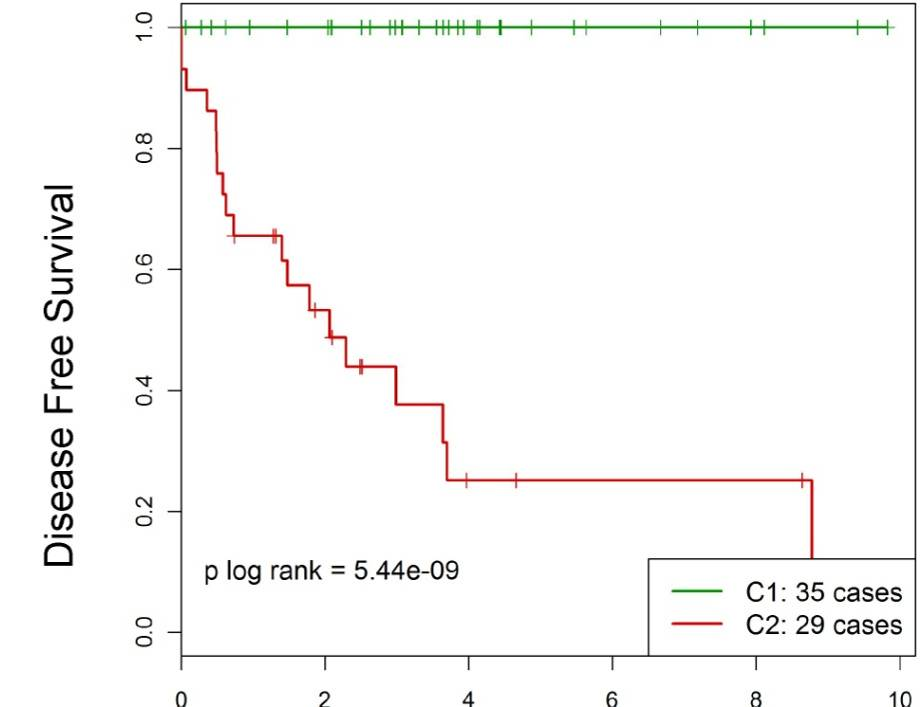 Disease Free Survival
1.0
0.8
0.6
0.4
0.2
0.0
p log rank = 5.44e-09
C1: 35 cases
C2: 29 cases
0 2 4 6 8 10